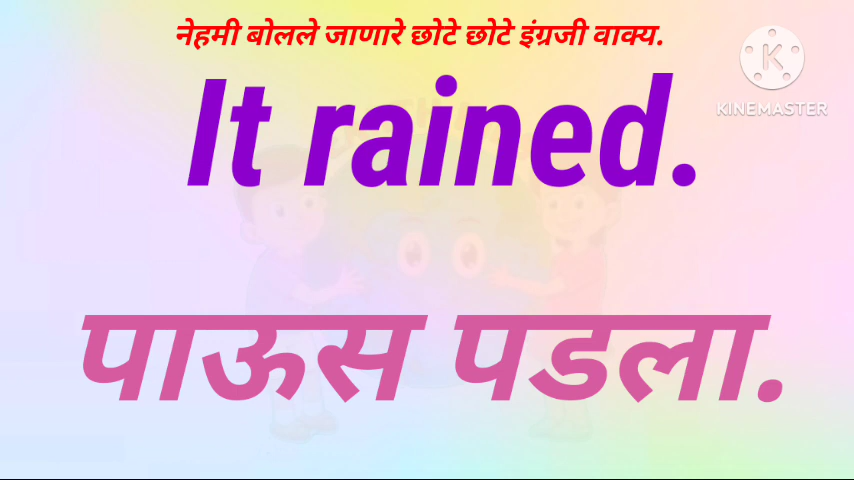 नेहमी बोलले जाणारे छोटे छोटे इंग्रजी वाक्य.
It rained.
KINEMASTER
पाऊस पडला.